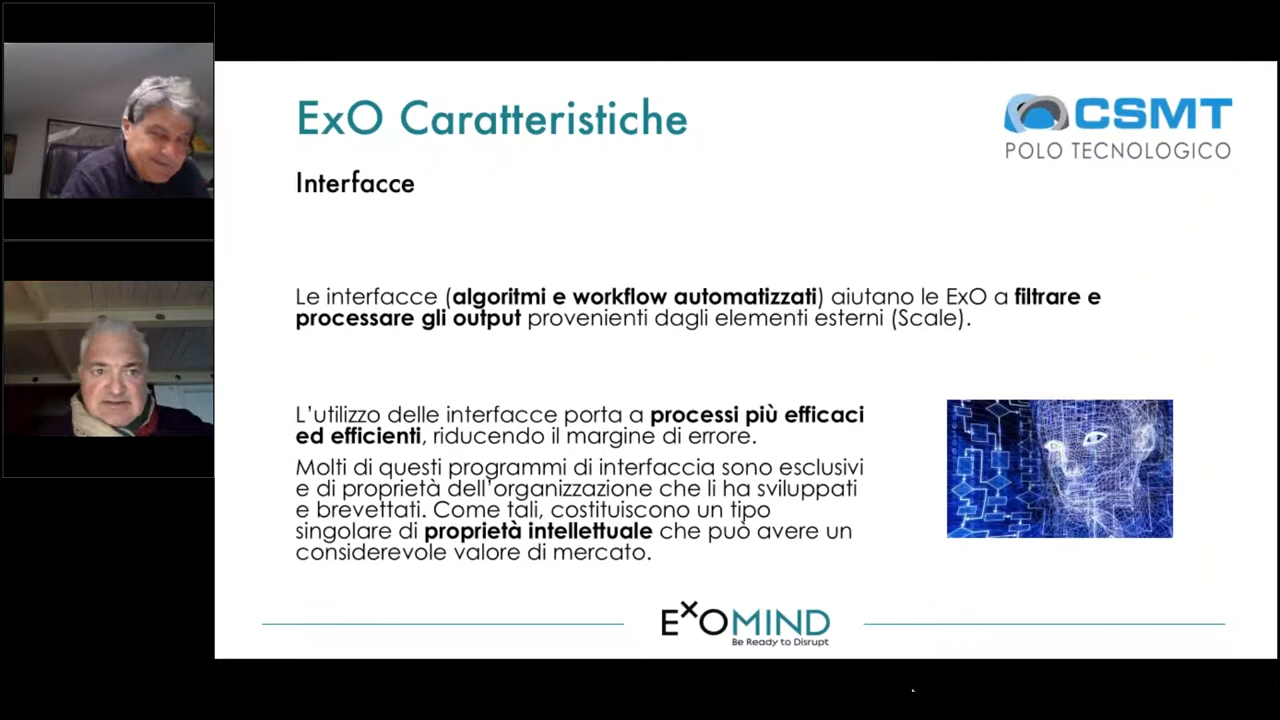 ExO Caratteristiche
CSMT
POLO TECNOLOGICO
Interfacce
Le interfacce (algoritmi e workflow automatizzati) aiutano le ExO a filtrare e
processare gli output provenienti dagli elementi esterni (Scale).
L'utilizzo delle interfacce porta a processi più efficaci
ed efficienti, riducendo il margine di errore.
Molti di questi programmi di interfaccia sono esclusivi
e di proprietà dell'organizzazione che li ha sviluppati
e brevettati. Come tali, costituiscono un tipo
singolare di proprietà intellettuale che può avere un
considerevole valore di mercato.
EXOMIND
Be Ready to Disrupt